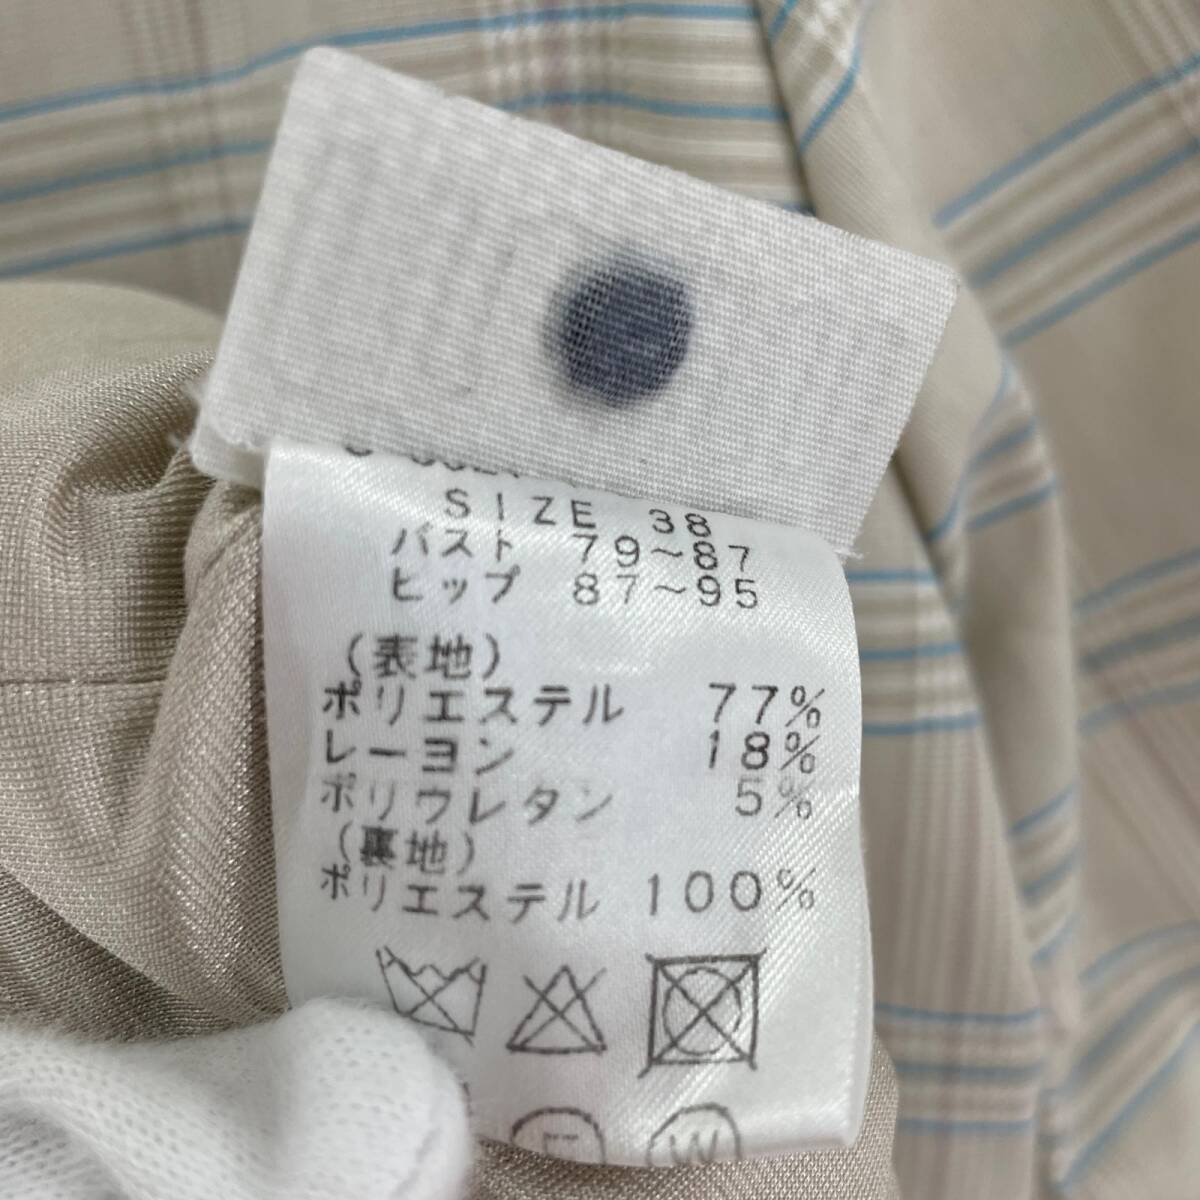 SIZE 38
バスト 79～87
ヒップ 87～95
(表地)
ポリエステル 77%
レーヨン 18%
ポリウレタン 5%
(裏地)
ポリエステル 100%
W